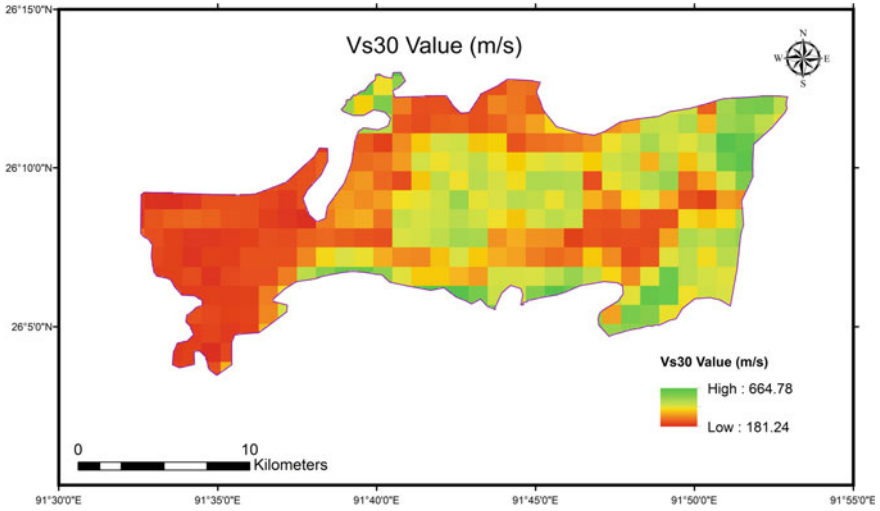 26°15'0"N
Vs30 Value (m/s)
N
W E
S
26°10'0"N
26°5'0"N
Vs30 Value (m/s)
High : 664.78
Low : 181.24
0 10
Kilometers
91°30'0"E 91°35'0"E 91°40'0"E 91°45'0"E 91°50'0"E 91°55'0"E